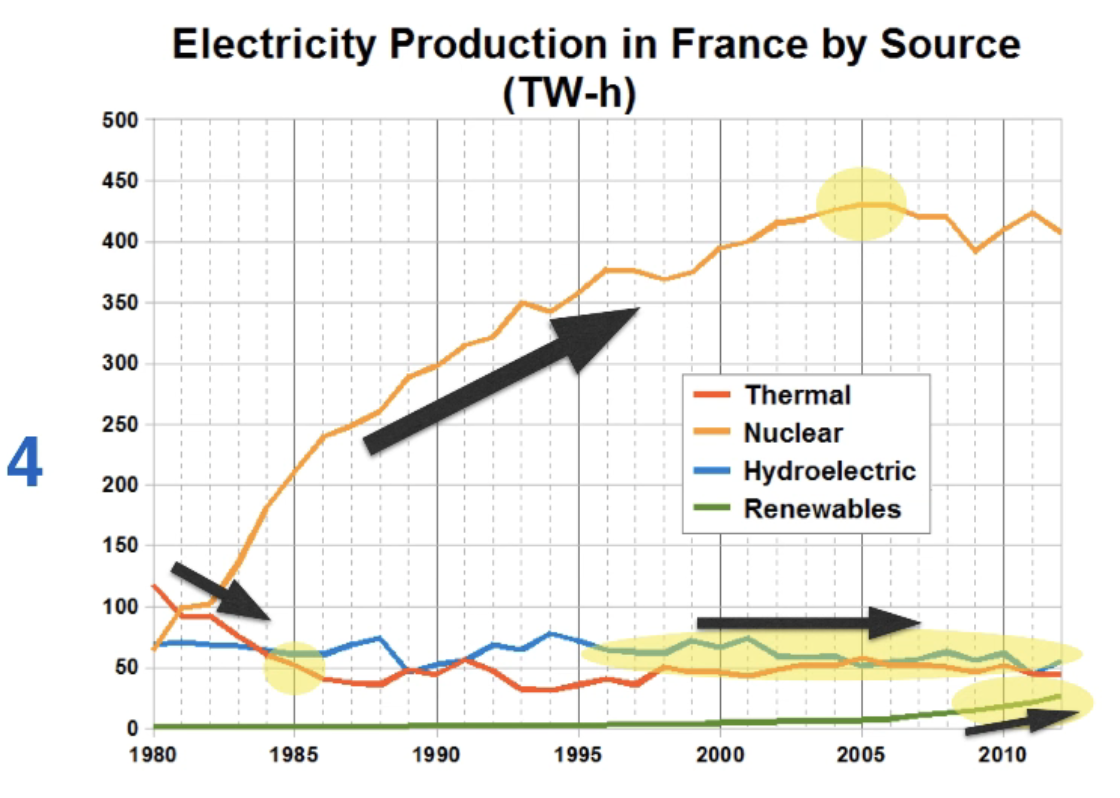 Electricity Production in France by Source
(TW-h)
500
450
400
350
300
250
200
150
100
50
0
4
Thermal
Nuclear
Hydroelectric
Renewables
1980 1985 1990 1995 2000 2005 2010